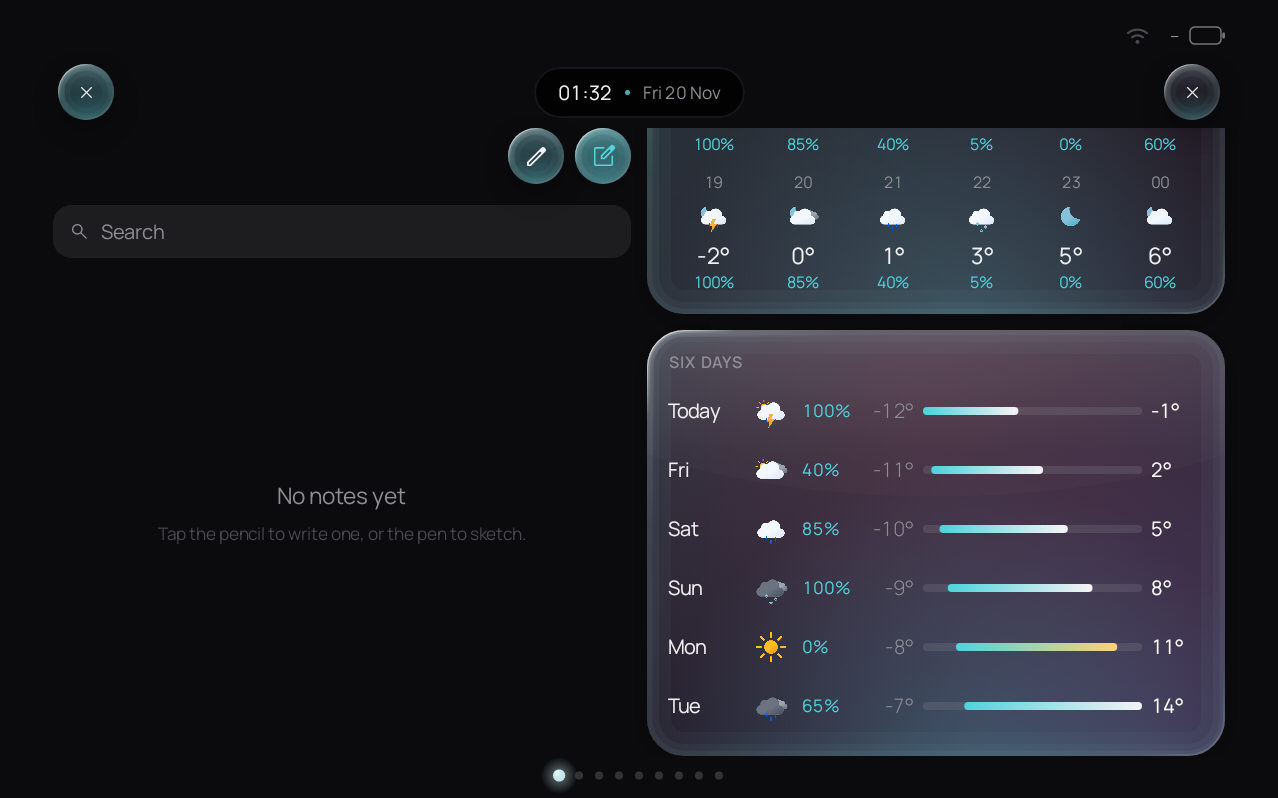 –
01:32 • Fri 20 Nov
Search
No notes yet
Tap the pencil to write one, or the pen to sketch.
100% 85% 40% 5% 0% 60%
19 20 21 22 23 00
-2° 0° 1° 3° 5° 6°
100% 85% 40% 5% 0% 60%
SIX DAYS
Today 100% -12° -1°
Fri 40% -11° 2°
Sat 85% -10° 5°
Sun 100% -9° 8°
Mon 0% -8° 11°
Tue 65% -7° 14°